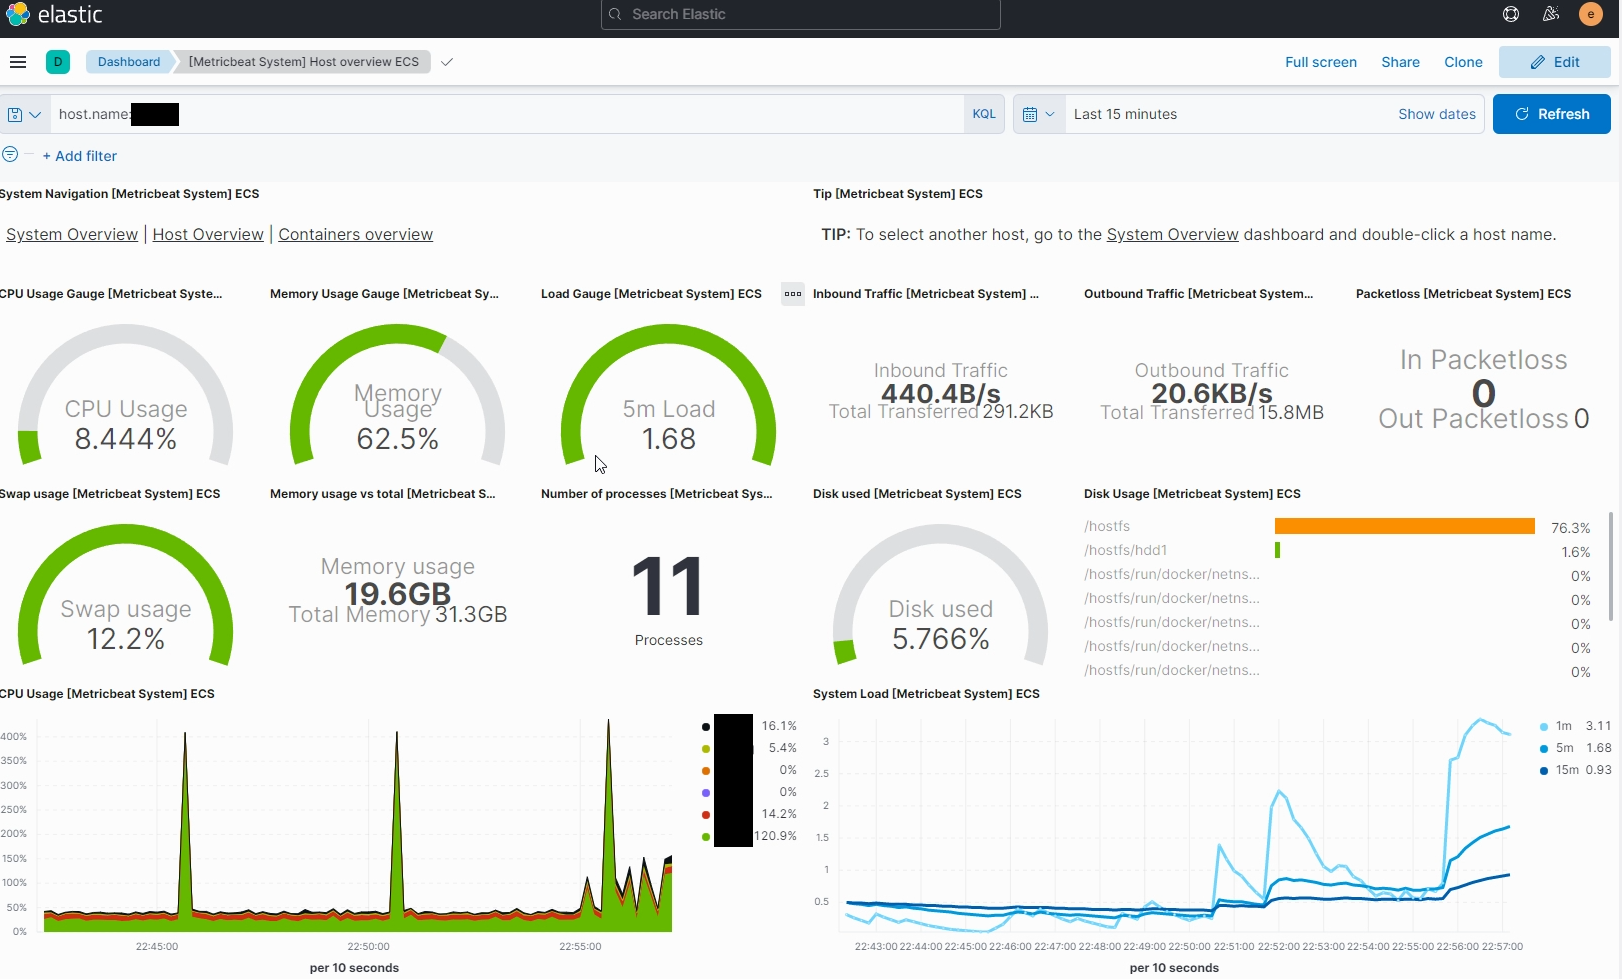 elastic
Search Elastic
e
D
Dashboard
[Metricbeat System] Host overview ECS
Full screen
Share
Clone
Edit
host.name:
KQL
Last 15 minutes
Show dates
Refresh
+ Add filter
System Navigation [Metricbeat System] ECS
Tip [Metricbeat System] ECS
System Overview | Host Overview | Containers overview
TIP: To select another host, go to the System Overview dashboard and double-click a host name.
CPU Usage Gauge [Metricbeat Syste...
Memory Usage Gauge [Metricbeat Sy...
Load Gauge [Metricbeat System] ECS
Inbound Traffic [Metricbeat System] ...
Outbound Traffic [Metricbeat System...
Packetloss [Metricbeat System] ECS
CPU Usage
8.444%
Memory
Usage
62.5%
5m Load
1.68
Inbound Traffic
440.4B/s
Total Transferred 291.2KB
Outbound Traffic
20.6KB/s
Total Transferred 15.8MB
In Packetloss
0
Out Packetloss 0
Swap usage [Metricbeat System] ECS
Memory usage vs total [Metricbeat S...
Number of processes [Metricbeat Sys...
Disk used [Metricbeat System] ECS
Disk Usage [Metricbeat System] ECS
Swap usage
12.2%
Memory usage
19.6GB
Total Memory 31.3GB
11
Processes
Disk used
5.766%
/hostfs 76.3%
/hostfs/hdd1 1.6%
/hostfs/run/docker/netns... 0%
/hostfs/run/docker/netns... 0%
/hostfs/run/docker/netns... 0%
/hostfs/run/docker/netns... 0%
/hostfs/run/docker/netns... 0%
CPU Usage [Metricbeat System] ECS
400%
350%
300%
250%
200%
150%
100%
50%
0%
22:45:00 22:50:00 22:55:00
per 10 seconds
16.1%
5.4%
0%
0%
14.2%
120.9%
System Load [Metricbeat System] ECS
3
2.5
2
1.5
1
0.5
22:43:00 22:44:00 22:45:00 22:46:00 22:47:00 22:48:00 22:49:00 22:50:00 22:51:00 22:52:00 22:53:00 22:54:00 22:55:00 22:56:00 22:57:00
per 10 seconds
1m 3.11
5m 1.68
15m 0.93